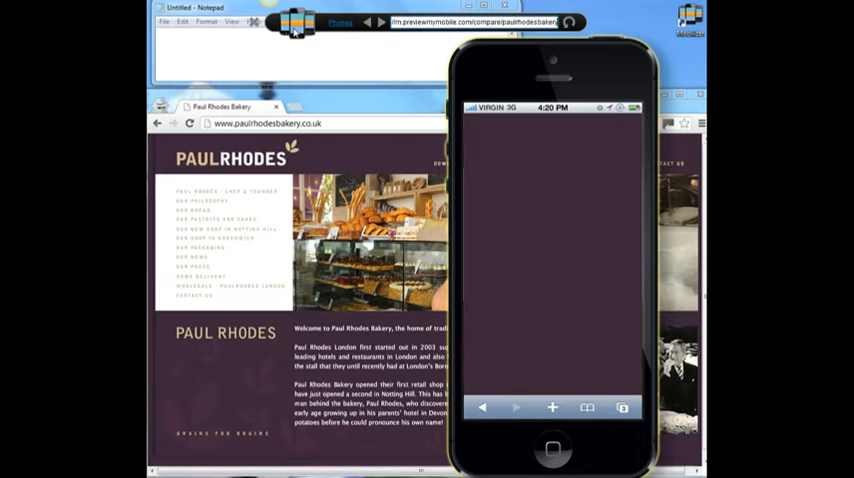 Untitled - Notepad
File Edit Format View
Phones
//m.previewmymobile.com/compare/paulrhodesbakery
Mobilizer
Paul Rhodes Bakery
www.paulrhodesbakery.co.uk
VIRGIN 3G 4:20 PM
PAULRHODES
DOW
TACT US
PAUL RHODES - CHEF & FOUNDER
OUR PHILOSOPHY
OUR BREAD
OUR PASTRIES AND CAKES
OUR NEW SHOP IN NOTTING HILL
OUR SHOP IN GREENWICH
OUR PACKAGING
OUR NEWS
OUR PRESS
HOME DELIVERY
WHOLESALE - PAULRHODES LONDON
CONTACT US
PAUL RHODES
GRAINS FOR BRAINS
Welcome to Paul Rhodes Bakery, the home of tradi
Paul Rhodes London first started out in 2003 sup
leading hotels and restaurants in London and also
the stall that they until recently had at London's Boro
Paul Rhodes Bakery opened their first retail shop
have just opened a second in Notting Hill. This has b
man behind the bakery, Paul Rhodes, who discovere
early age growing up in his parents' hotel in Devon
potatoes before he could pronounce his own name!